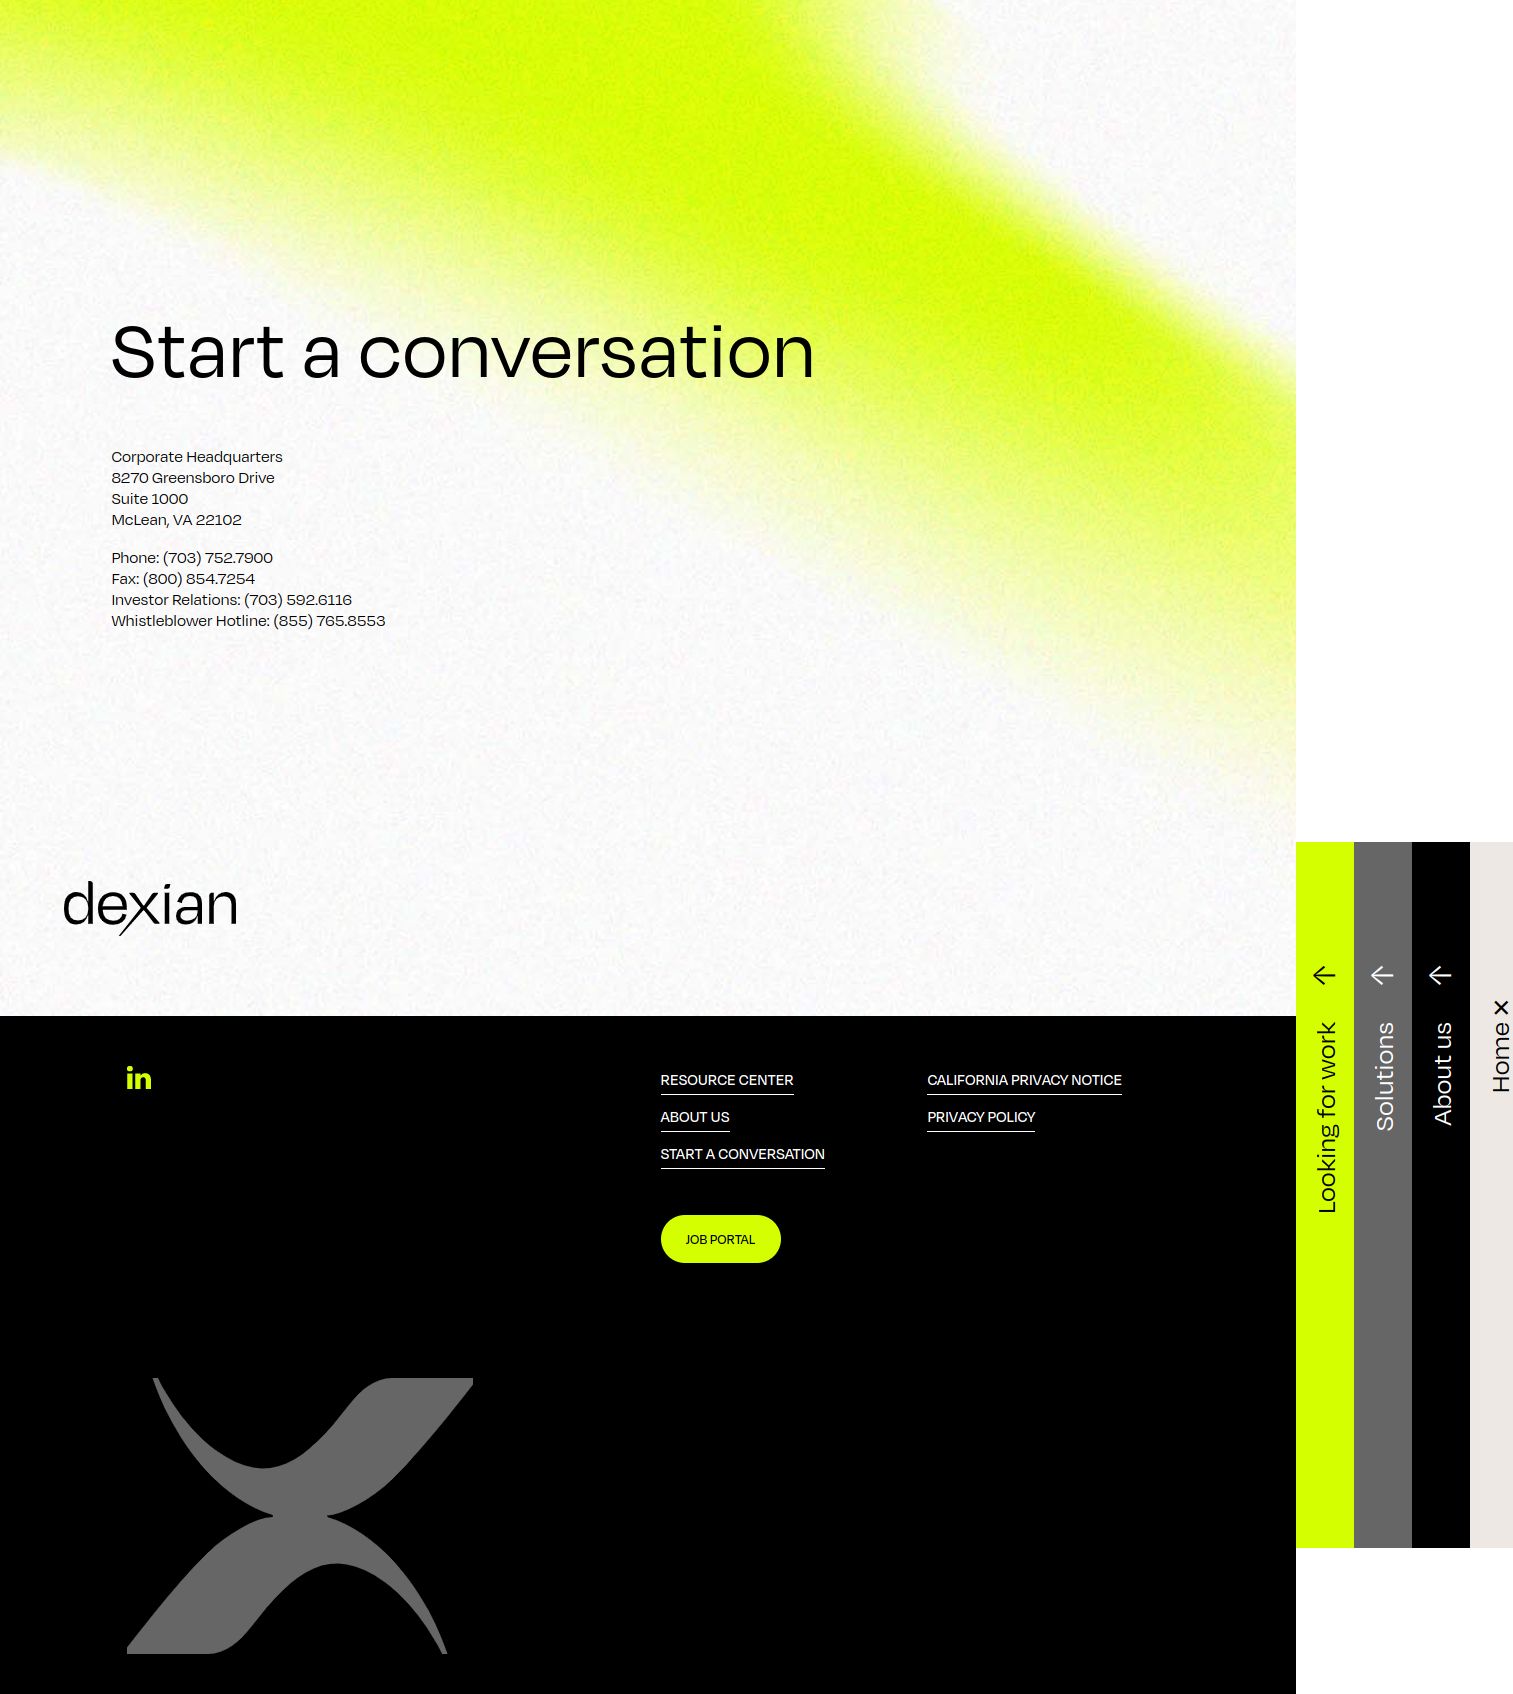 Start a conversation
Corporate Headquarters
8270 Greensboro Drive
Suite 1000
McLean, VA 22102
Phone: (703) 752.7900
Fax: (800) 854.7254
Investor Relations: (703) 592.6116
Whistleblower Hotline: (855) 765.8553
dexian
in
RESOURCE CENTER
ABOUT US
START A CONVERSATION
JOB PORTAL
CALIFORNIA PRIVACY NOTICE
PRIVACY POLICY
Looking for work
Solutions
About us
Home